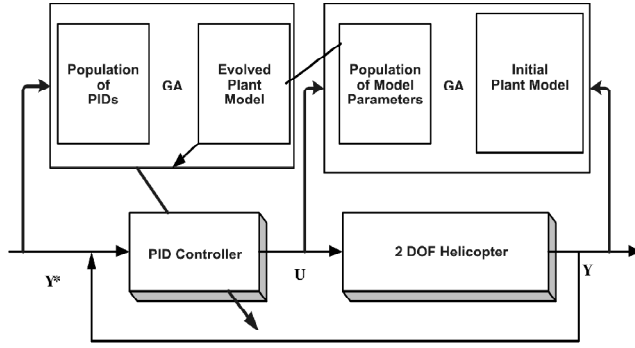 Population
of
PIDs
GA
Evolved
Plant
Model
Population
of Model
Parameters
GA
Initial
Plant Model
PID Controller
2 DOF Helicopter
Y*
U
Y